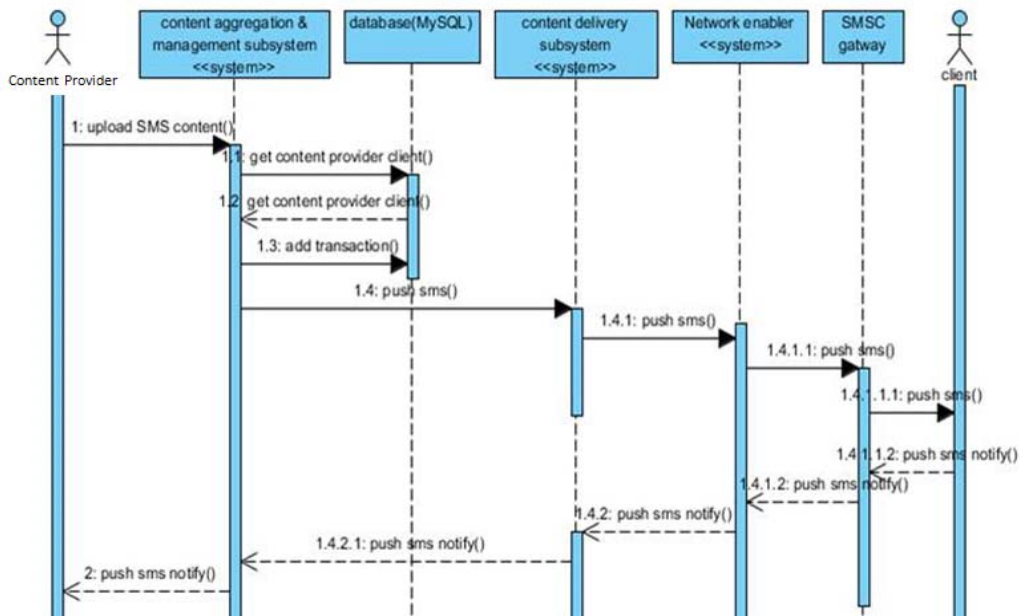 content aggregation &
management subsystem
<<system>>
database(MySQL)
content delivery
subsystem
<<system>>
Network enabler
<<system>>
SMSC
gatway
Content Provider
client
1: upload SMS content()
1.1: get content provider client()
1.2: get content provider client()
1.3: add transaction()
1.4: push sms()
1.4.1: push sms()
1.4.1.1: push sms()
1.4.1.1.1: push sms()
1.4.1.1.2: push sms notify()
1.4.1.2: push sms notify()
1.4.2: push sms notify()
1.4.2.1: push sms notify()
2: push sms notify()